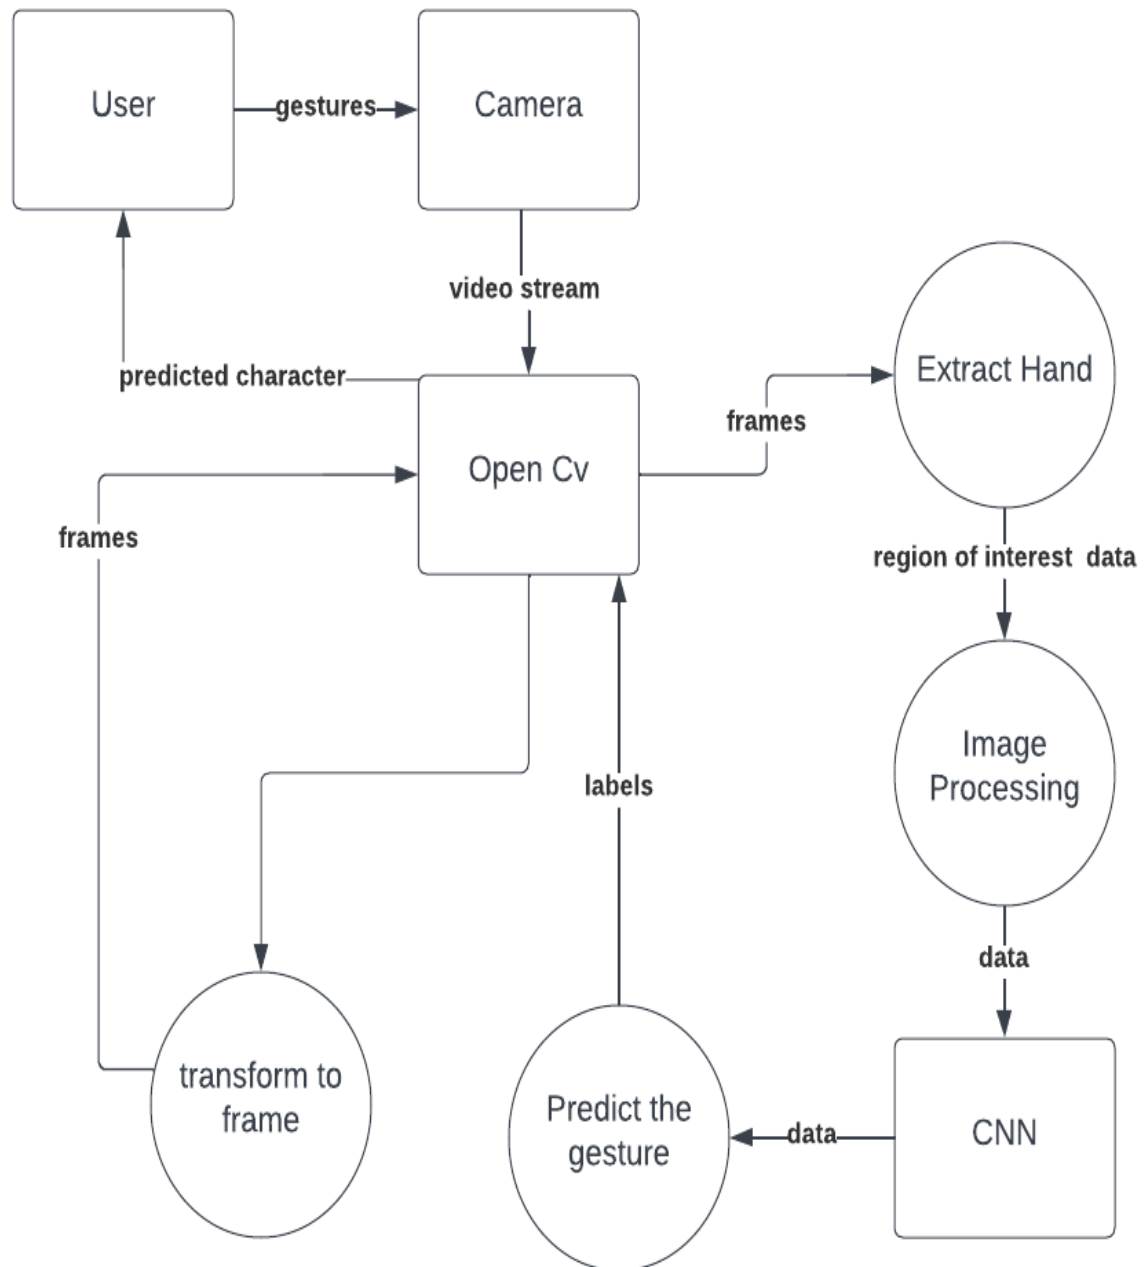 User
gestures
Camera
video stream
predicted character
Extract Hand
frames
Open Cv
frames
region of interest  data
Image
Processing
labels
data
transform to
frame
Predict the
gesture
data
CNN